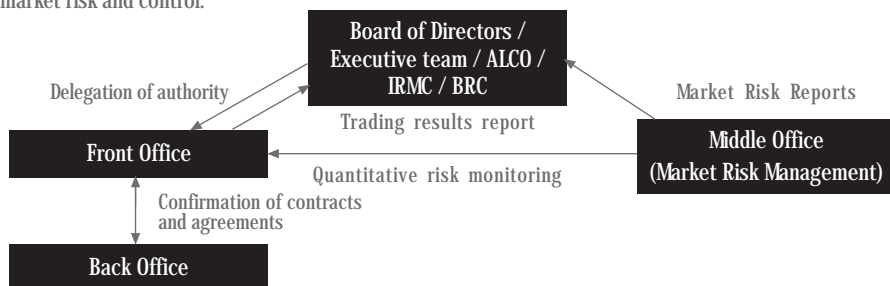 market risk and control.
Board of Directors /
Executive team / ALCO /
IRMC / BRC
Delegation of authority
Market Risk Reports
Trading results report
Front Office
Middle Office
(Market Risk Management)
Quantitative risk monitoring
Confirmation of contracts
and agreements
Back Office